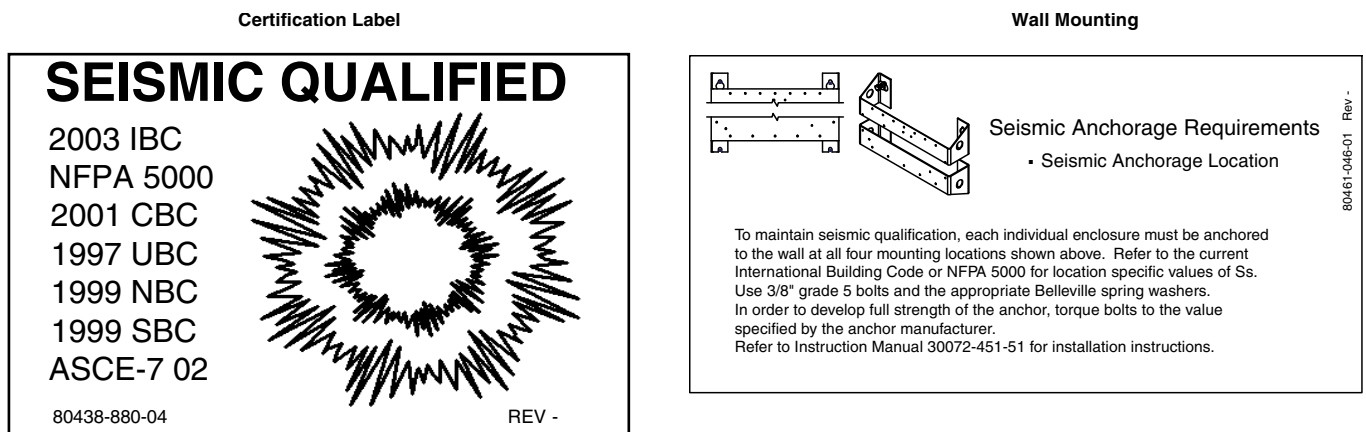 Certification Label
SEISMIC QUALIFIED
2003 IBC
NFPA 5000
2001 CBC
1997 UBC
1999 NBC
1999 SBC
ASCE-7 02
80438-880-04
REV -
Wall Mounting
Seismic Anchorage Requirements
▪ Seismic Anchorage Location
80461-046-01 Rev -
To maintain seismic qualification, each individual enclosure must be anchored
to the wall at all four mounting locations shown above. Refer to the current
International Building Code or NFPA 5000 for location specific values of Ss.
Use 3/8" grade 5 bolts and the appropriate Belleville spring washers.
In order to develop full strength of the anchor, torque bolts to the value
specified by the anchor manufacturer.
Refer to Instruction Manual 30072-451-51 for installation instructions.